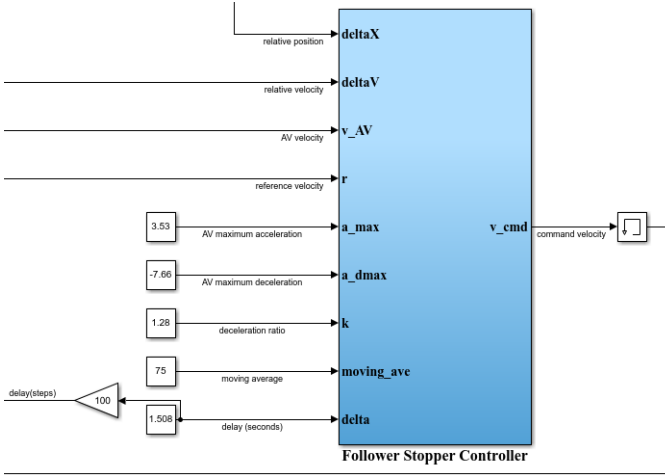 deltaX
relative position
deltaV
relative velocity
v_AV
AV velocity
r
reference velocity
3.53
a_max
AV maximum acceleration
v_cmd
command velocity
-7.66
a_dmax
AV maximum deceleration
1.28
k
deceleration ratio
75
moving_ave
moving average
delay(steps)
100
1.508
delta
delay (seconds)
Follower Stopper Controller